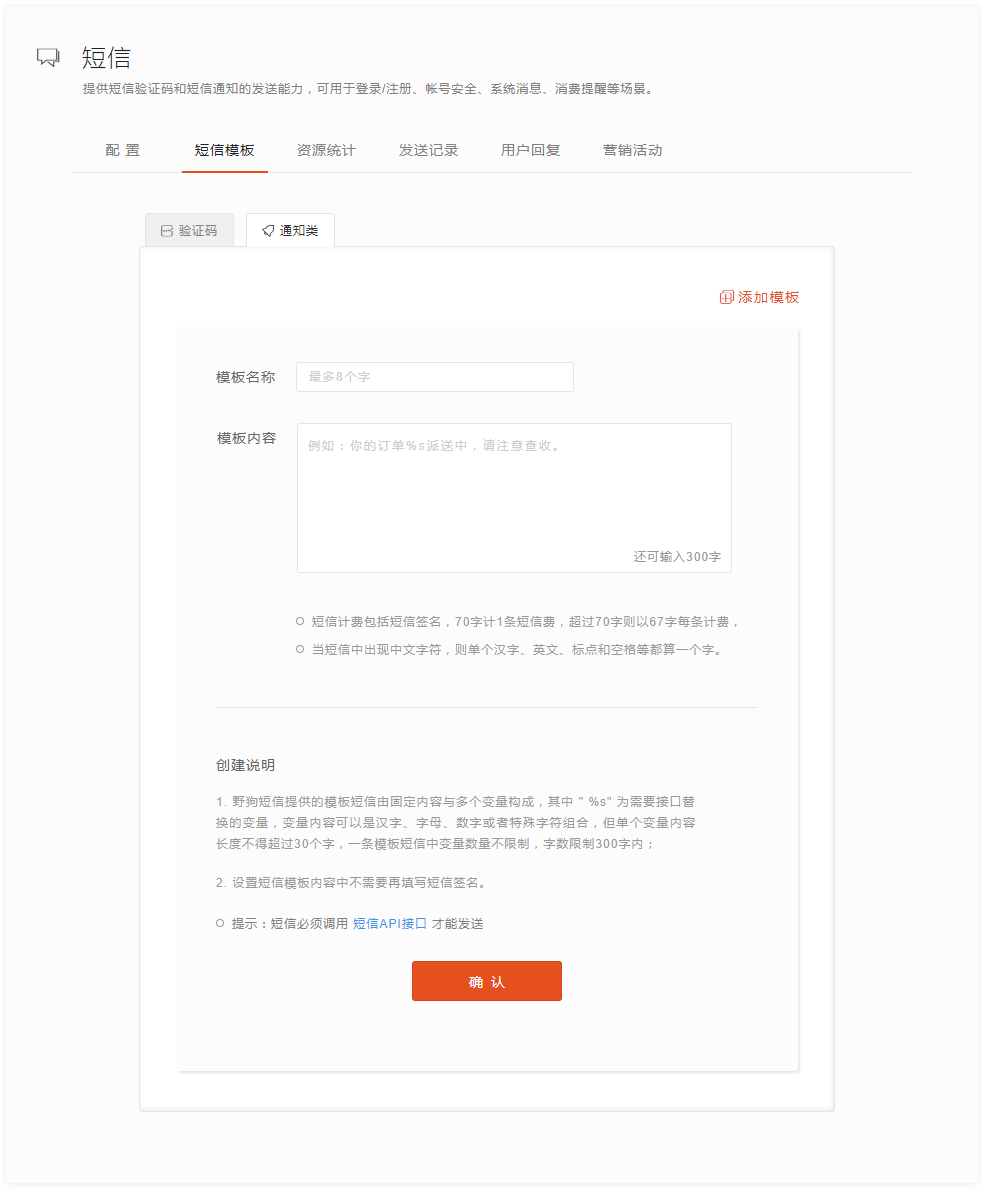 短信
提供短信验证码和短信通知的发送能力，可用于登录/注册、帐号安全、系统消息、消费提醒等场景。
配 置 短信模板 资源统计 发送记录 用户回复 营销活动
验证码 通知类
添加模板
模板名称 最多8个字
模板内容 例如：你的订单%s派送中，请注意查收。
还可输入300字
短信计费包括短信签名，70字计1条短信费，超过70字则以67字每条计费，
当短信中出现中文字符，则单个汉字、英文、标点和空格等都算一个字。
创建说明
1. 野狗短信提供的模板短信由固定内容与多个变量构成，其中 " %s" 为需要接口替
换的变量，变量内容可以是汉字、字母、数字或者特殊字符组合，但单个变量内容
长度不得超过30个字，一条模板短信中变量数量不限制，字数限制300字内；
2. 设置短信模板内容中不需要再填写短信签名。
提示：短信必须调用 短信API接口 才能发送
确 认